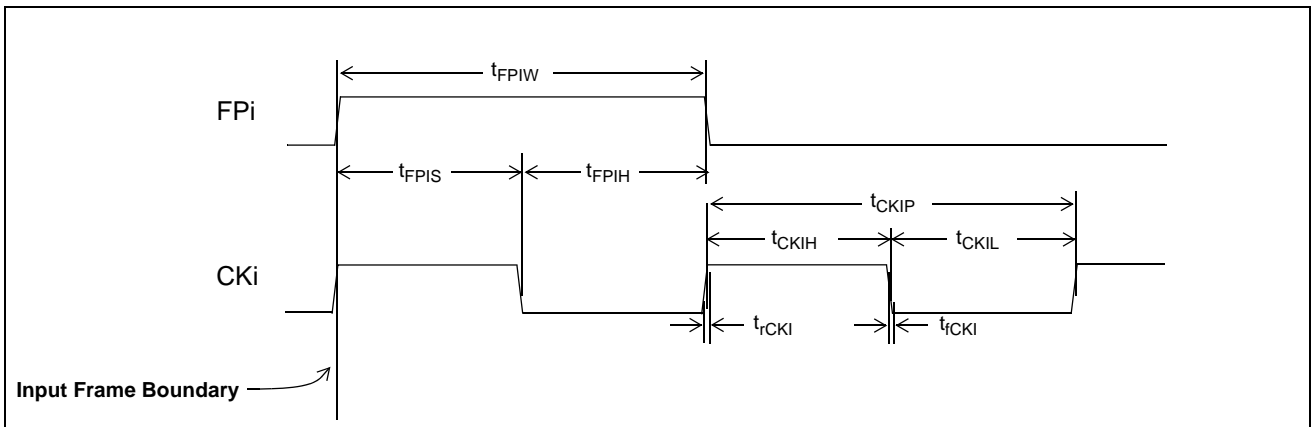 tFPIW
FPi
tFPIS
tFPIH
tCKIP
tCKIH
tCKIL
CKi
trCKI
tfCKI
Input Frame Boundary